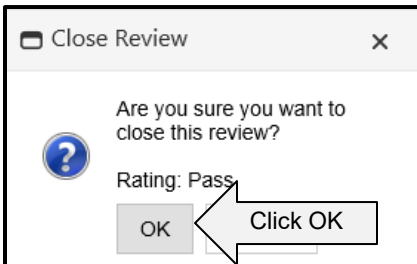 Close Review
Are you sure you want to
close this review?
Rating: Pass
OK
Click OK